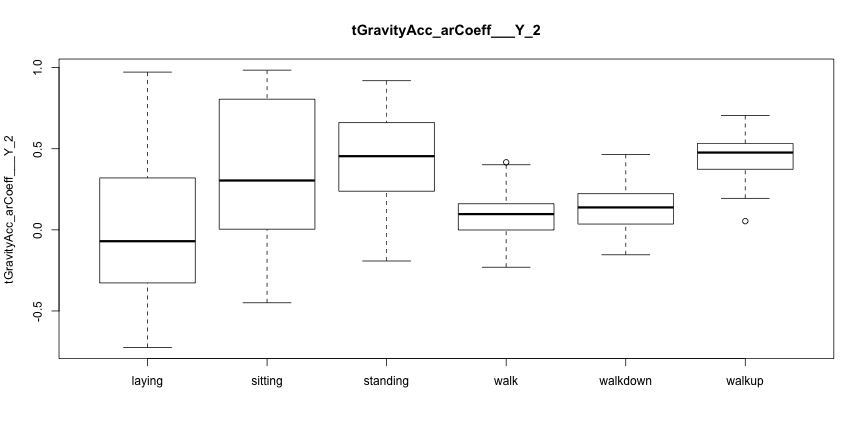 tGravityAcc_arCoeff___Y_2
tGravityAcc_arCoeff___Y_2
1.0
0.5
0.0
-0.5
laying sitting standing walk walkdown walkup